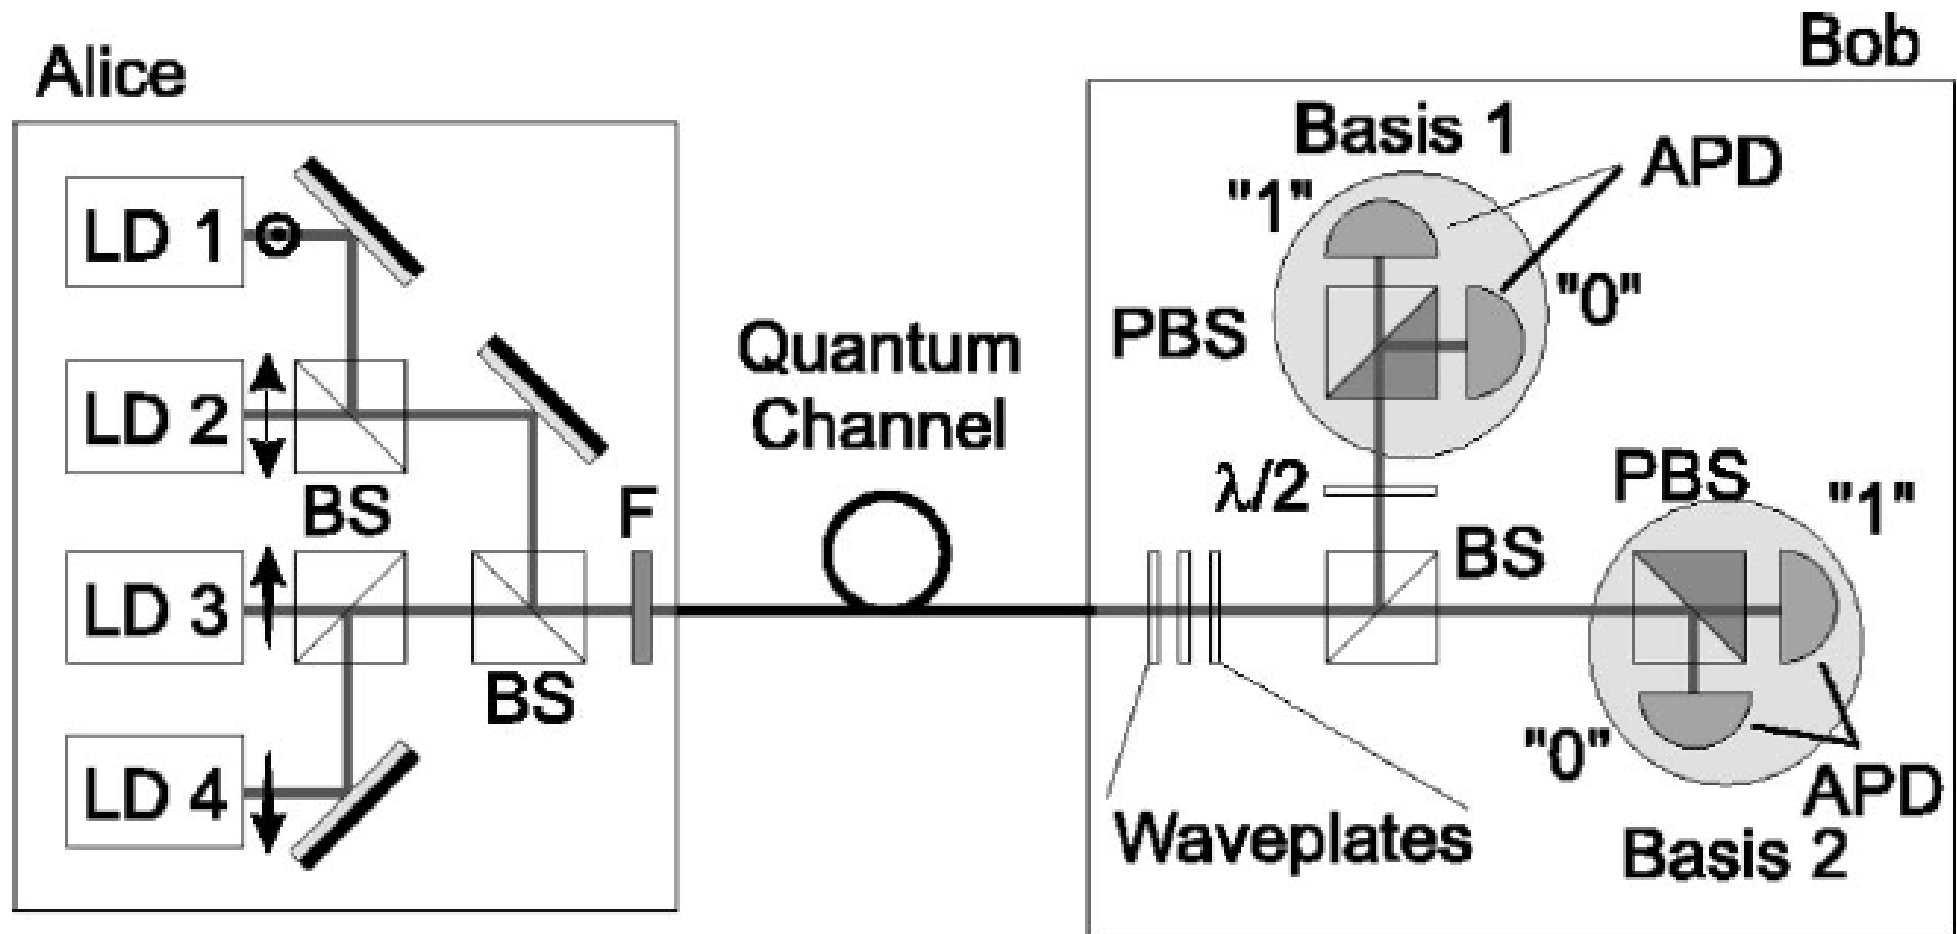 Alice
LD 1
LD 2
BS
LD 3
BS
F
LD 4
Quantum
Channel
Bob
Basis 1
"1"
APD
"0"
PBS
λ/2
BS
PBS
"1"
"0"
APD
Waveplates
Basis 2